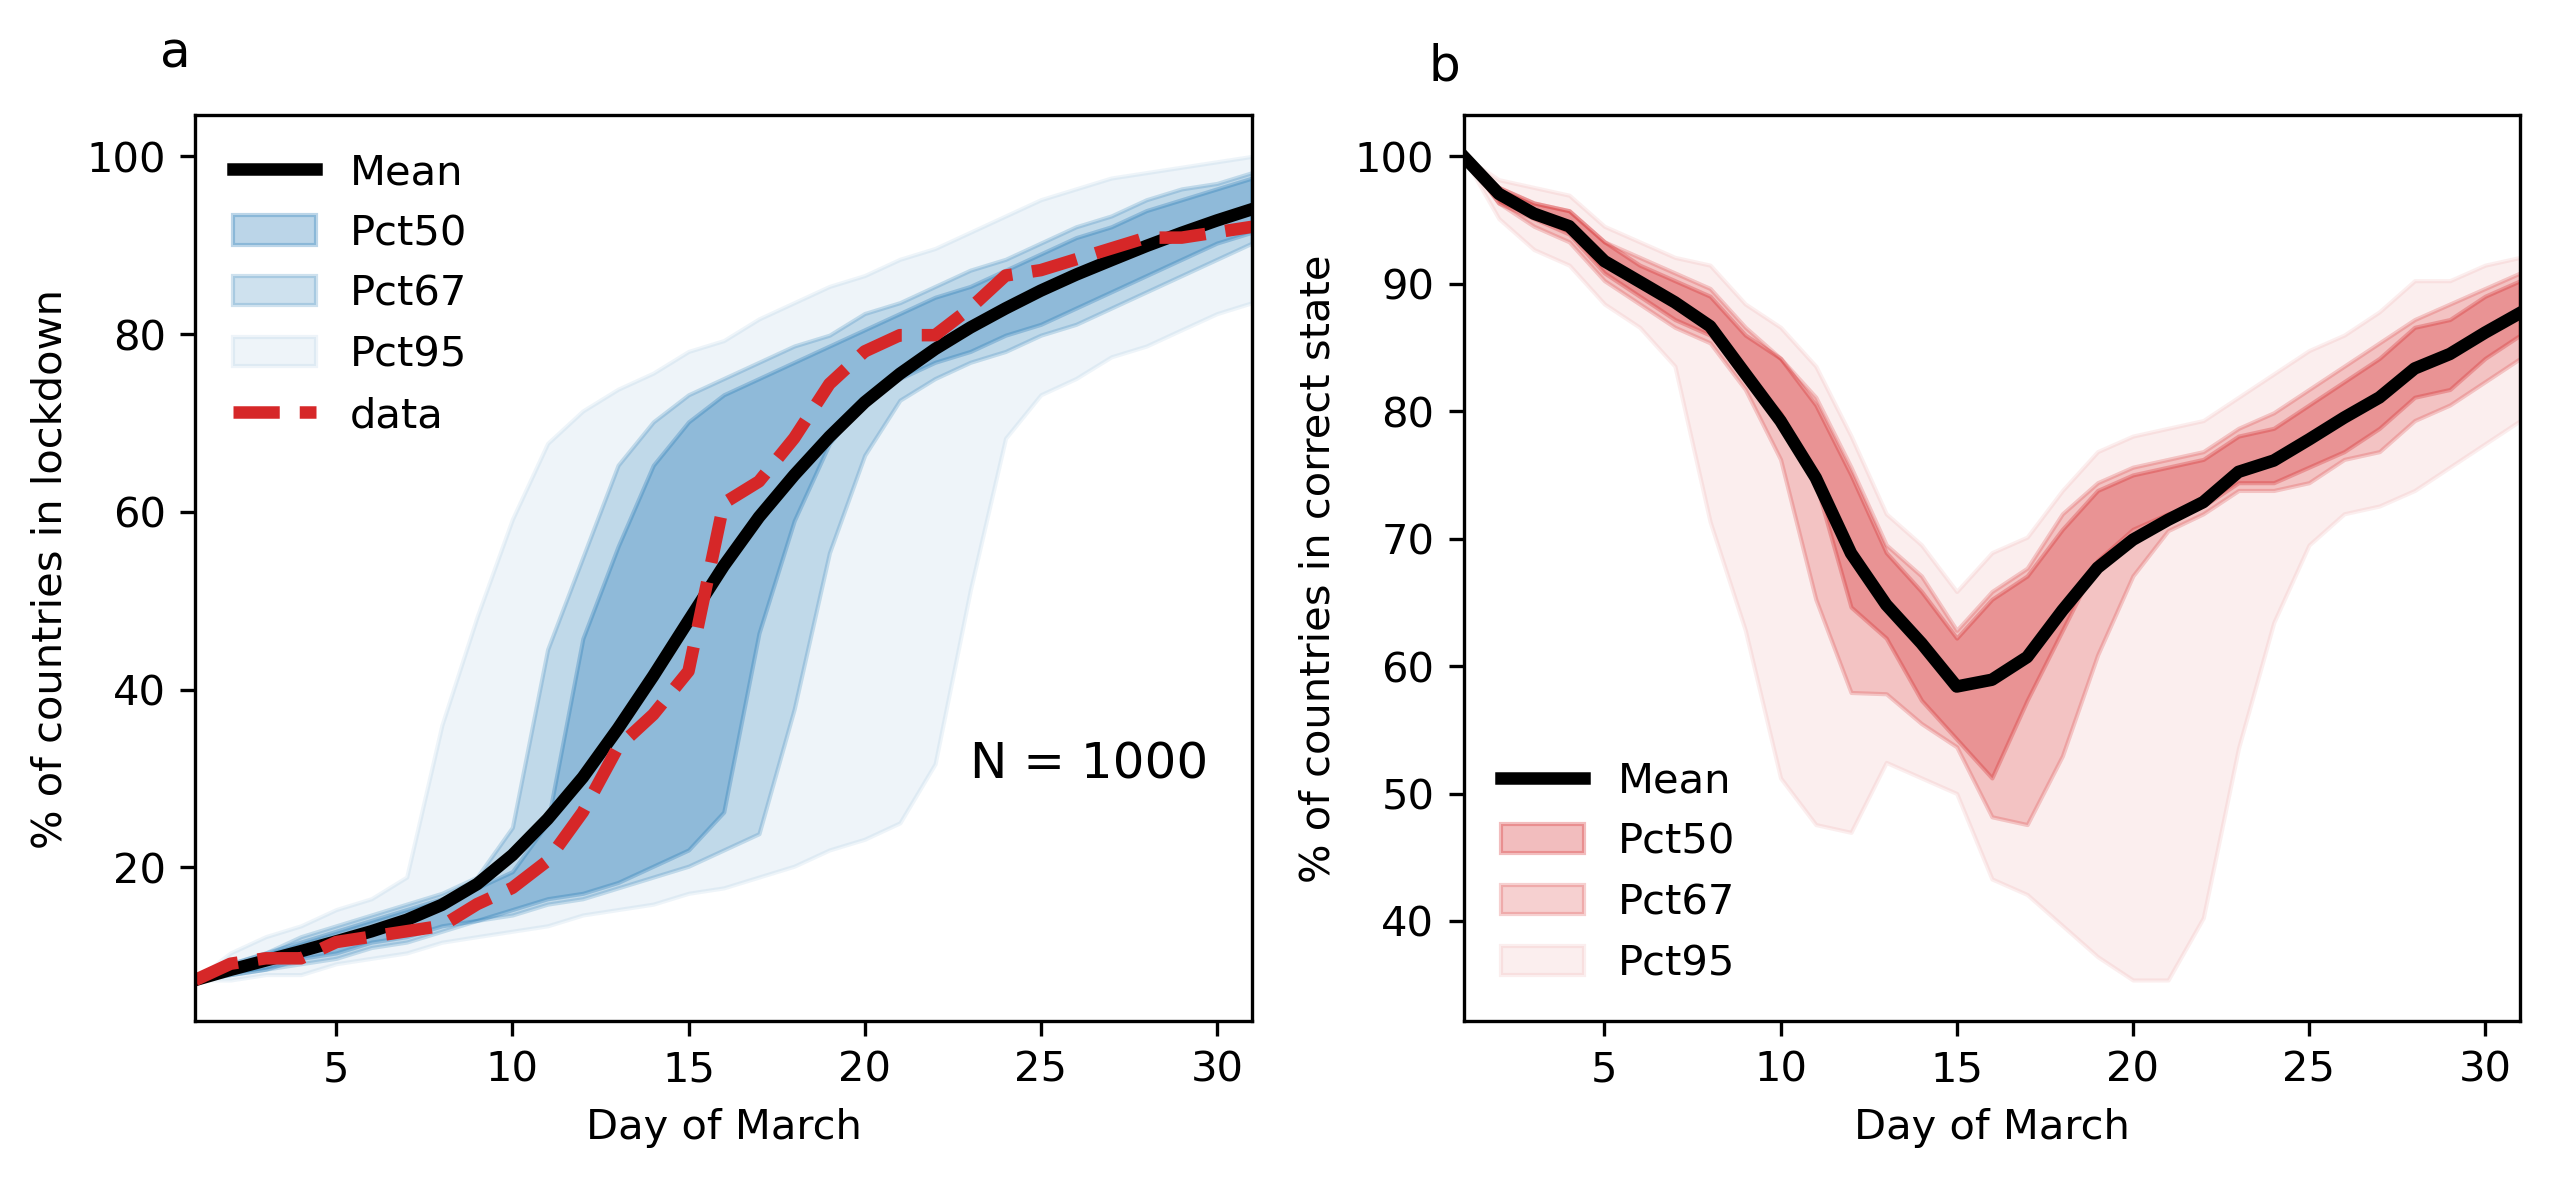 a
% of countries in lockdown
100
80
60
40
20
Mean
Pct50
Pct67
Pct95
data
N = 1000
5 10 15 20 25 30
Day of March
b
% of countries in correct state
100
90
80
70
60
50
40
Mean
Pct50
Pct67
Pct95
5 10 15 20 25 30
Day of March